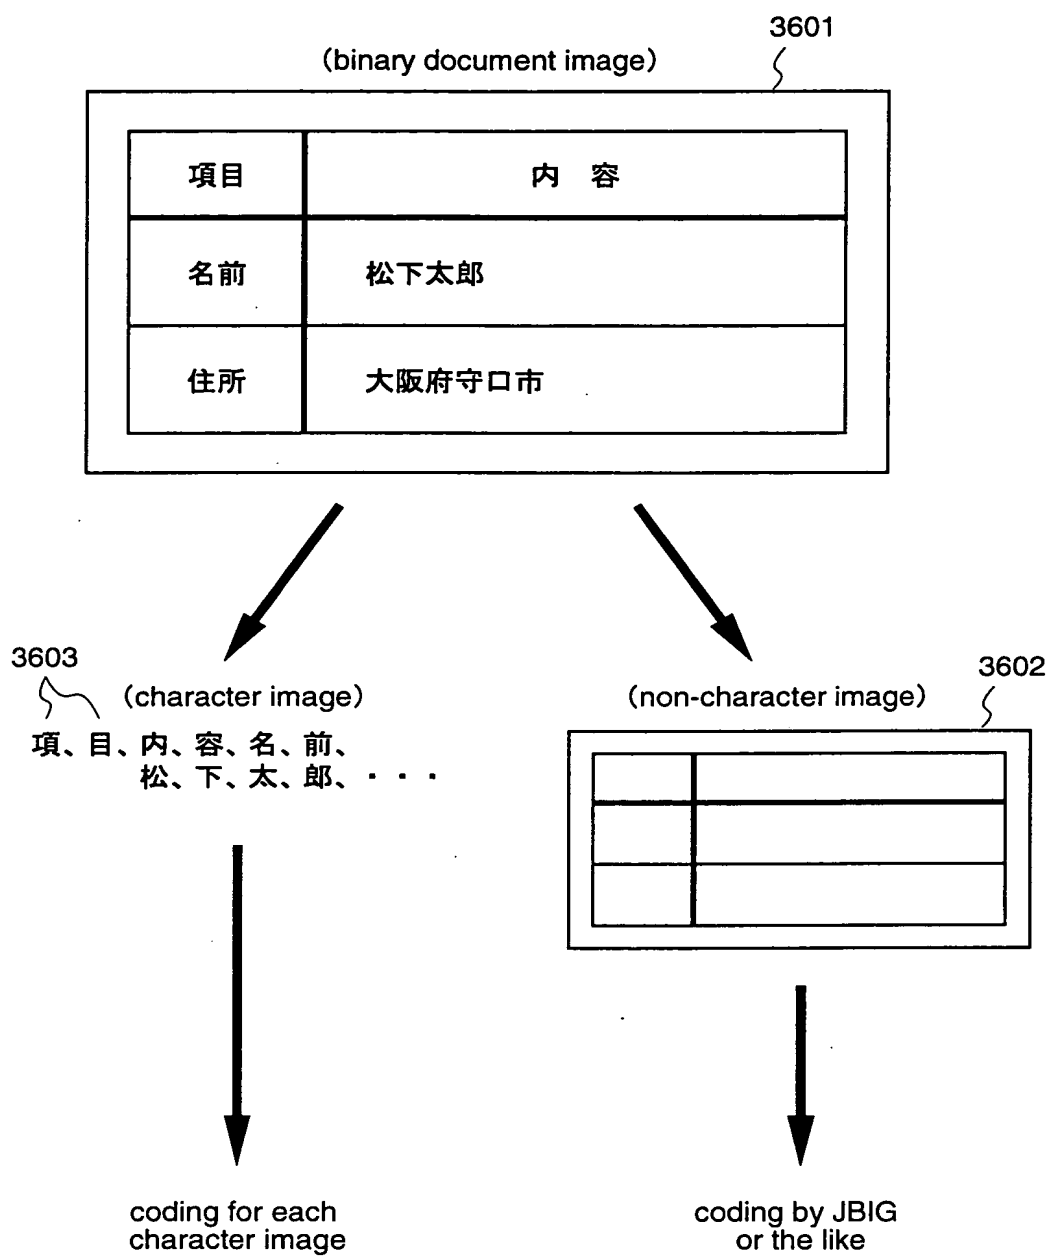 3601
(binary document image)
項目 内 容
名前 松下太郎
住所 大阪府守口市
3603
(character image)
項、目、内、容、名、前、
松、下、太、郎、・・・
3602
(non-character image)
coding for each
character image
coding by JBIG
or the like